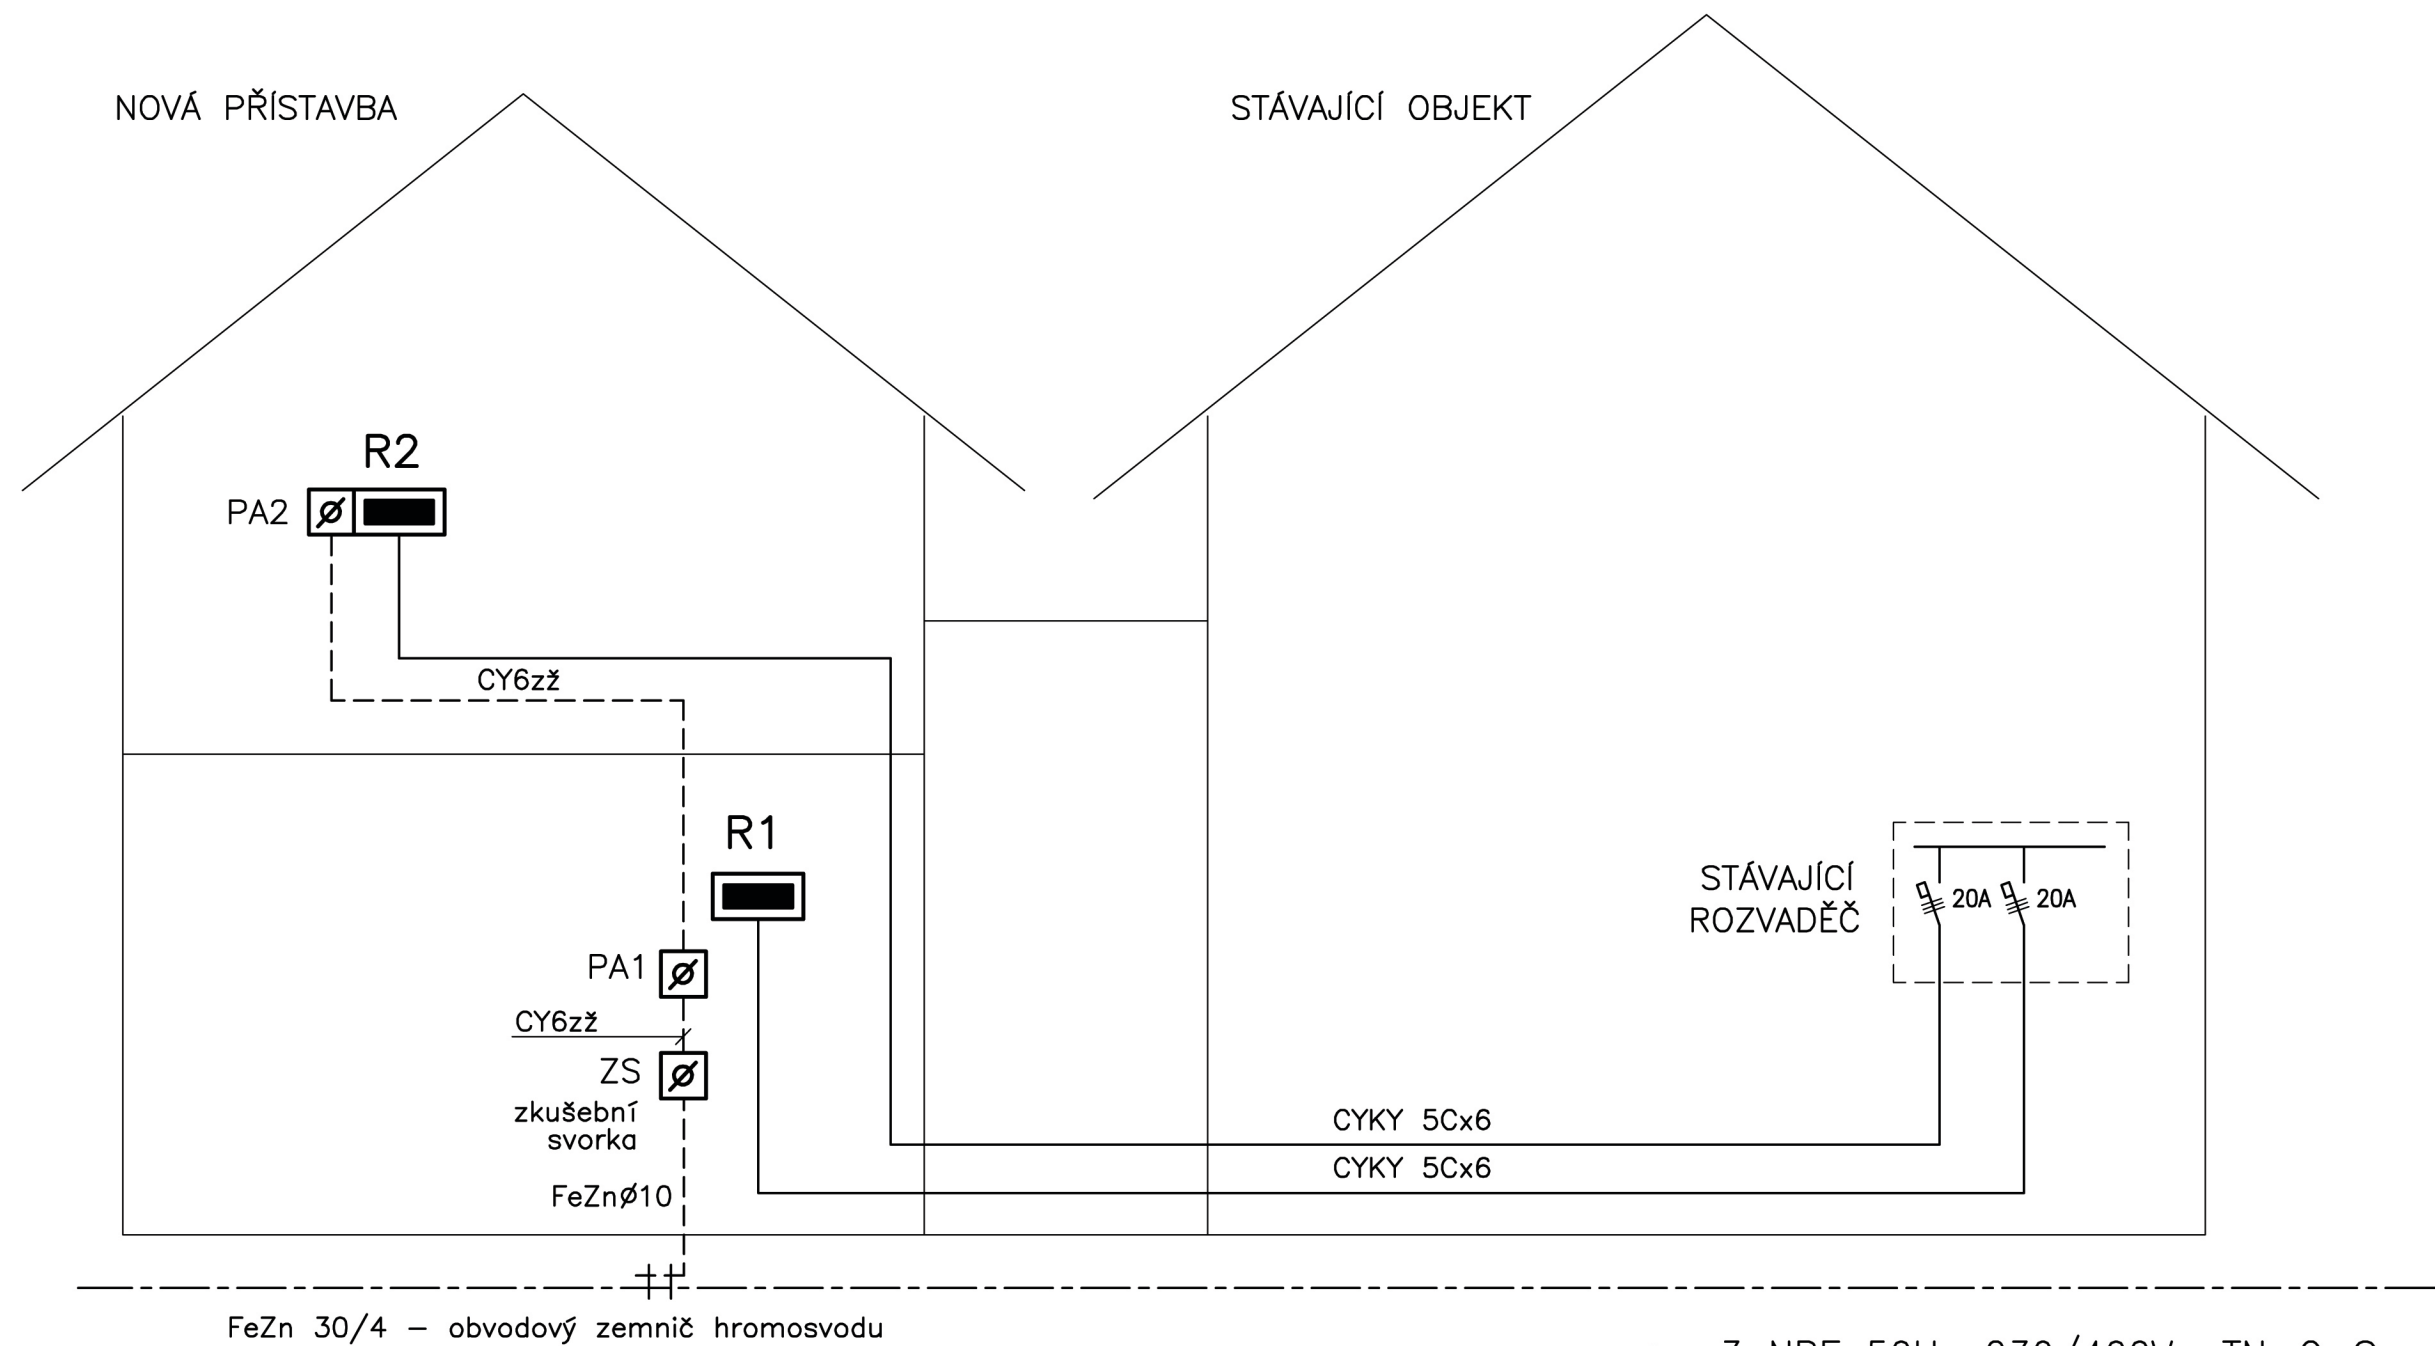 NOVÁ PŘÍSTAVBA
STÁVAJÍCÍ OBJEKT
R2
PA2
CY6zž
R1
STÁVAJÍCÍ
ROZVADĚČ
20A
20A
PA1
CY6zž
ZS
zkušební
svorka
CYKY 5Cx6
CYKY 5Cx6
FeZnø10
FeZn 30/4 – obvodový zemnič hromosvodu